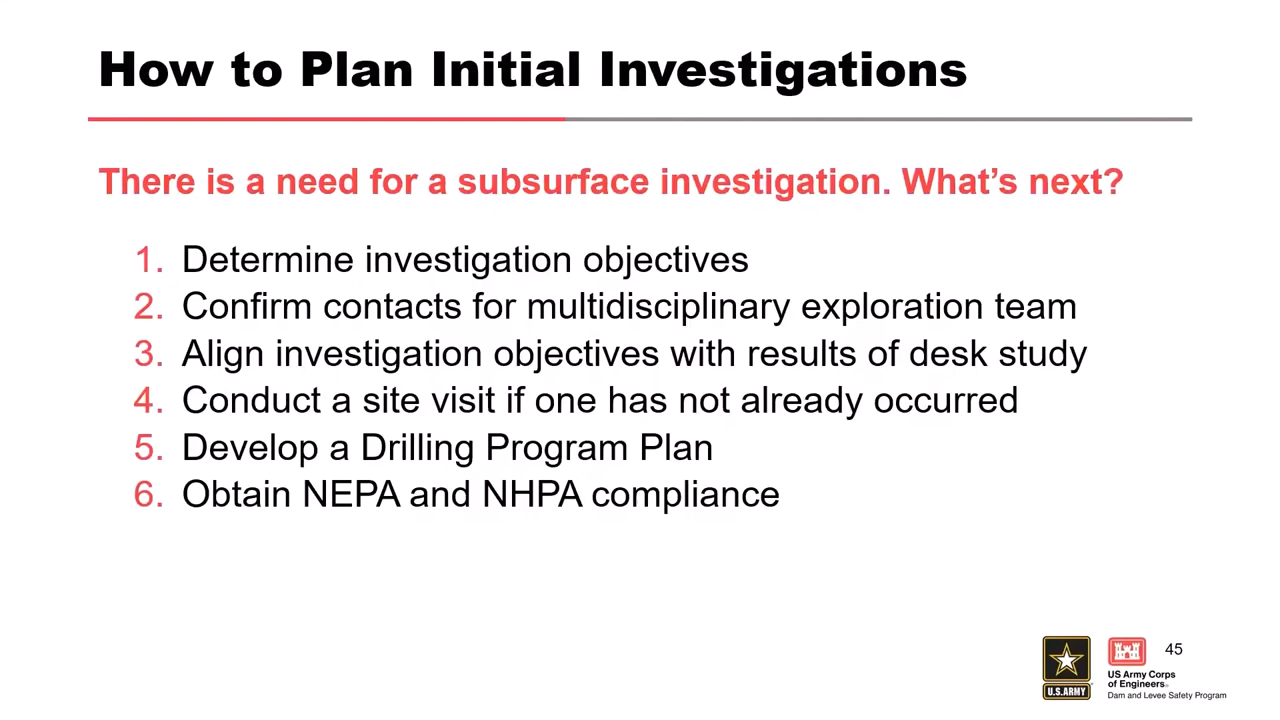 How to Plan Initial Investigations
There is a need for a subsurface investigation. What’s next?
1. Determine investigation objectives
2. Confirm contacts for multidisciplinary exploration team
3. Align investigation objectives with results of desk study
4. Conduct a site visit if one has not already occurred
5. Develop a Drilling Program Plan
6. Obtain NEPA and NHPA compliance
45
U.S.ARMY
US Army Corps
of Engineers®
Dam and Levee Safety Program